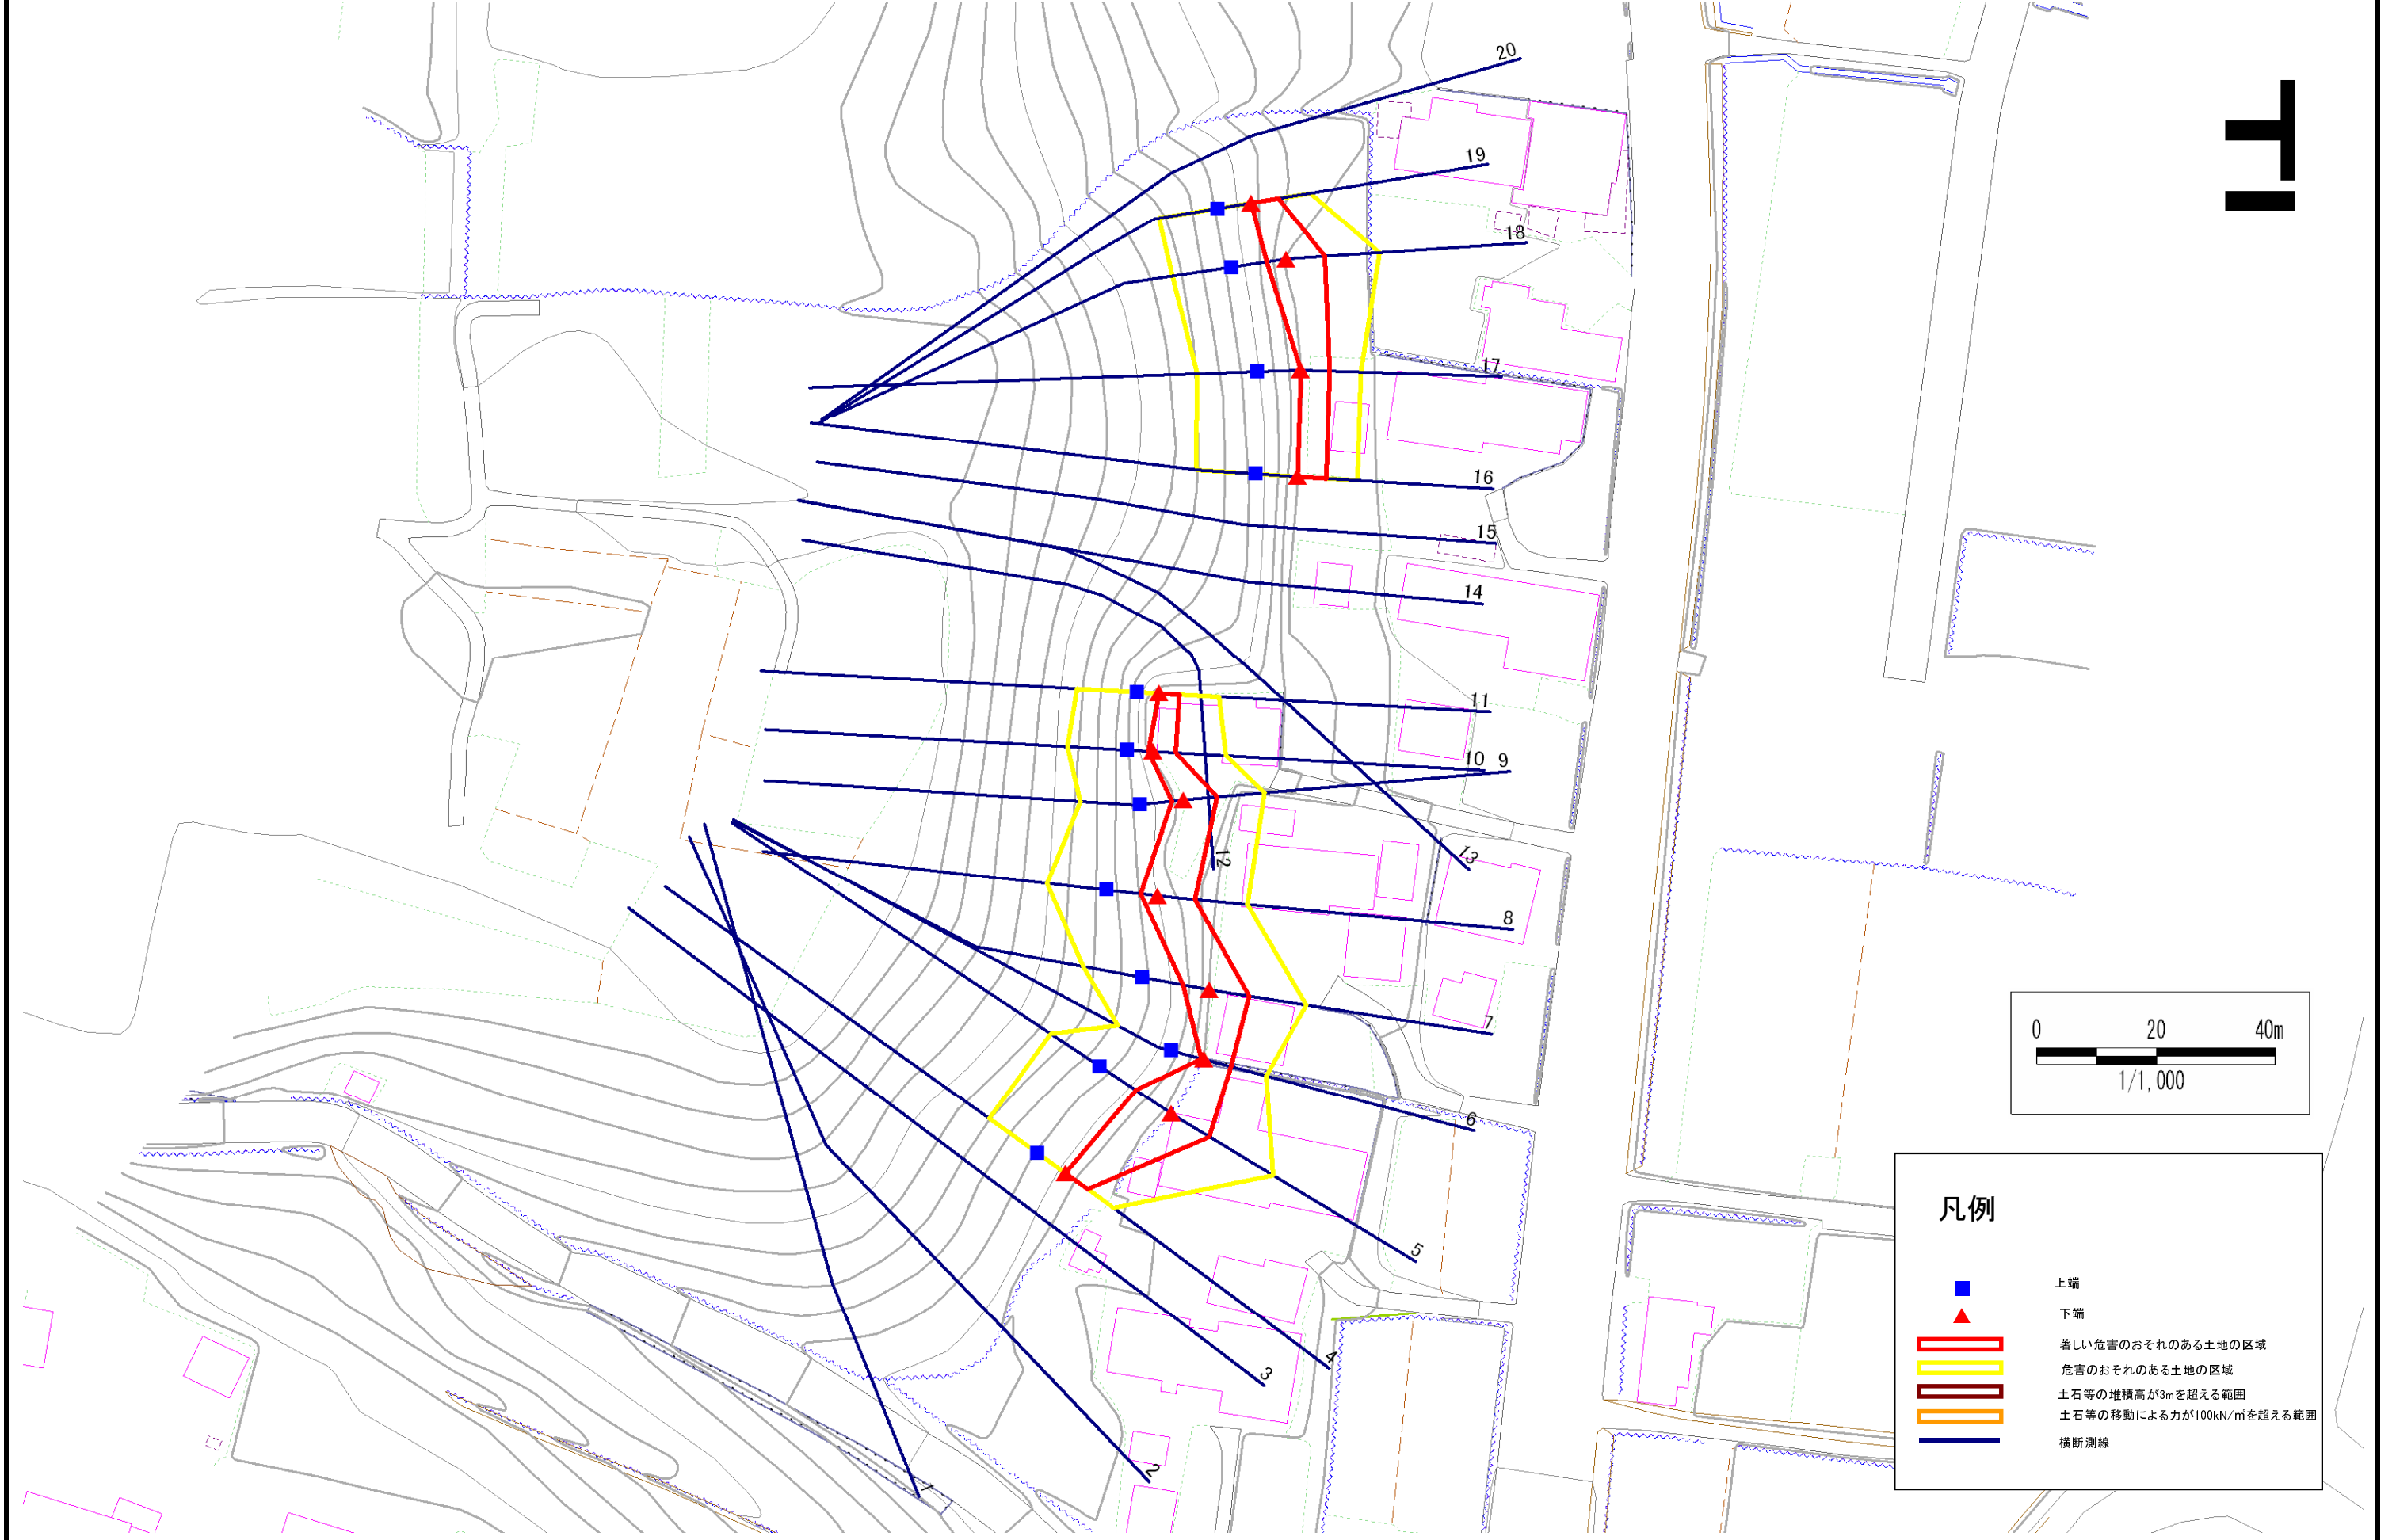 20
19
18
17
16
15
14
11
10 9
12
13
8
7
6
5
4
3
2
1
0 20 40m
1/1,000
凡例
上端
下端
著しい危害のおそれのある土地の区域
危害のおそれのある土地の区域
土石等の堆積高が3mを超える範囲
土石等の移動による力が100kN/㎡を超える範囲
横断測線